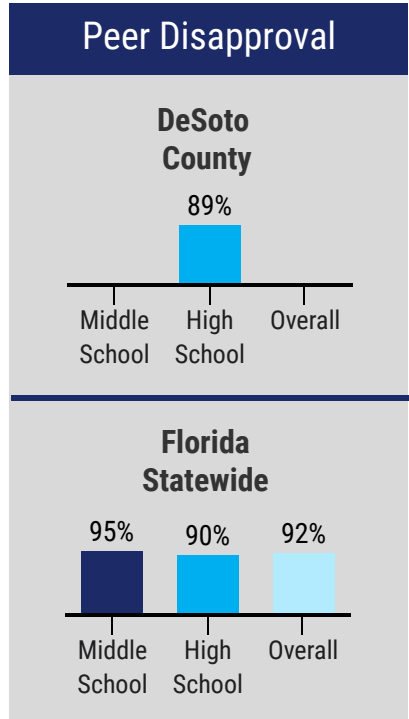 Peer Disapproval
DeSoto
County
89%
Middle High Overall
School School
Florida
Statewide
95% 90% 92%
Middle High Overall
School School